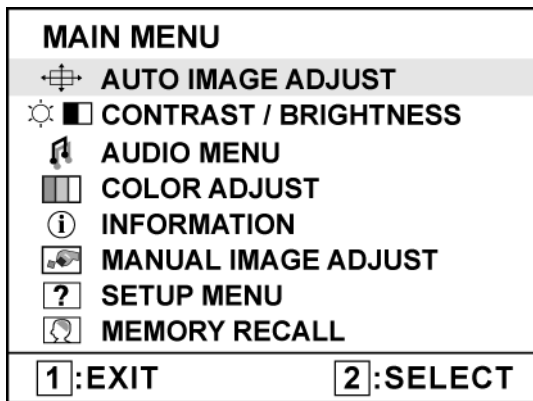 MAIN MENU
AUTO IMAGE ADJUST
CONTRAST / BRIGHTNESS
AUDIO MENU
COLOR ADJUST
i INFORMATION
MANUAL IMAGE ADJUST
? SETUP MENU
MEMORY RECALL
1 :EXIT 2 :SELECT